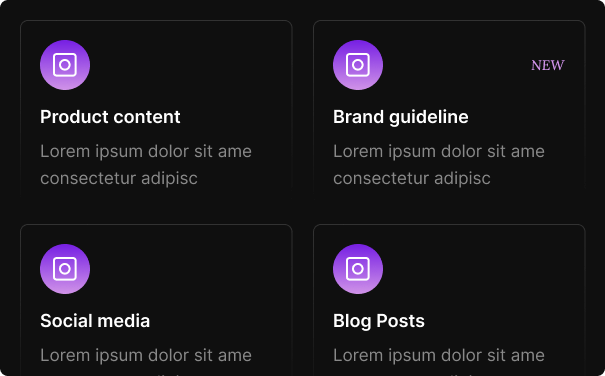 NEW
Product content
Brand guideline
Lorem ipsum dolor sit ame
consectetur adipisc
Lorem ipsum dolor sit ame
consectetur adipisc
Social media
Blog Posts
Lorem ipsum dolor sit ame
Lorem ipsum dolor sit ame